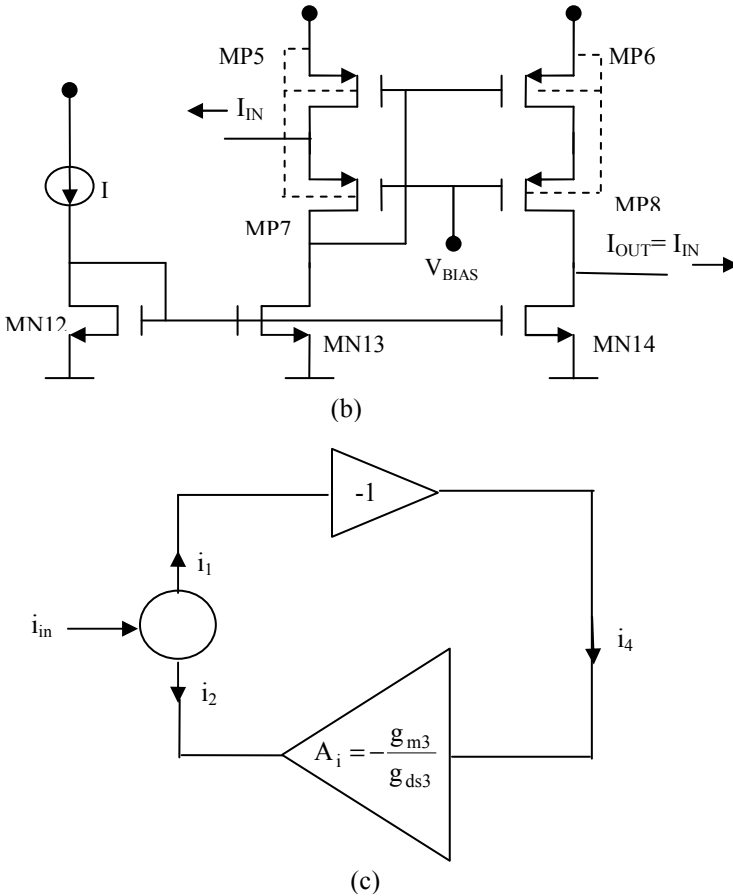 MP5
MP6
I_IN
I
MP7
MP8
V_BIAS
I_OUT= I_IN
MN12
MN13
MN14
(b)
-1
i_1
i_in
i_4
i_2
A_i = - g_m3 / g_ds3
(c)